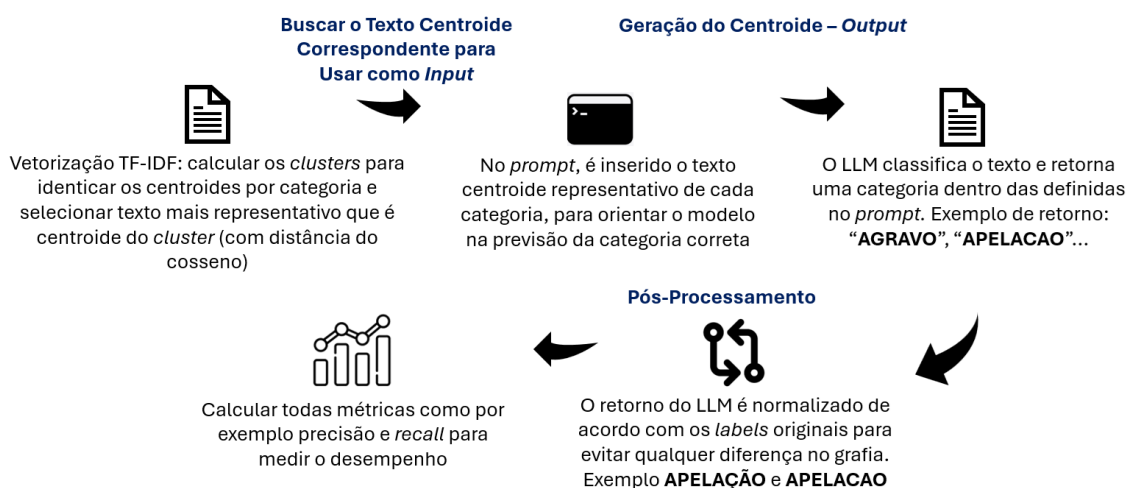 Buscar o Texto Centroide
Correspondente para
Usar como Input
Geração do Centroide – Output
Vetorização TF-IDF: calcular os clusters para
identicar os centroides por categoria e
selecionar texto mais representativo que é
centroide do cluster (com distância do
cosseno)
>_
No prompt, é inserido o texto
centroide representativo de cada
categoria, para orientar o modelo
na previsão da categoria correta
O LLM classifica o texto e retorna
uma categoria dentro das definidas
no prompt. Exemplo de retorno:
“AGRAVO”, “APELACAO”...
Pós-Processamento
O retorno do LLM é normalizado de
acordo com os labels originais para
evitar qualquer diferença no grafia.
Exemplo APELAÇÃO e APELACAO
Calcular todas métricas como por
exemplo precisão e recall para
medir o desempenho